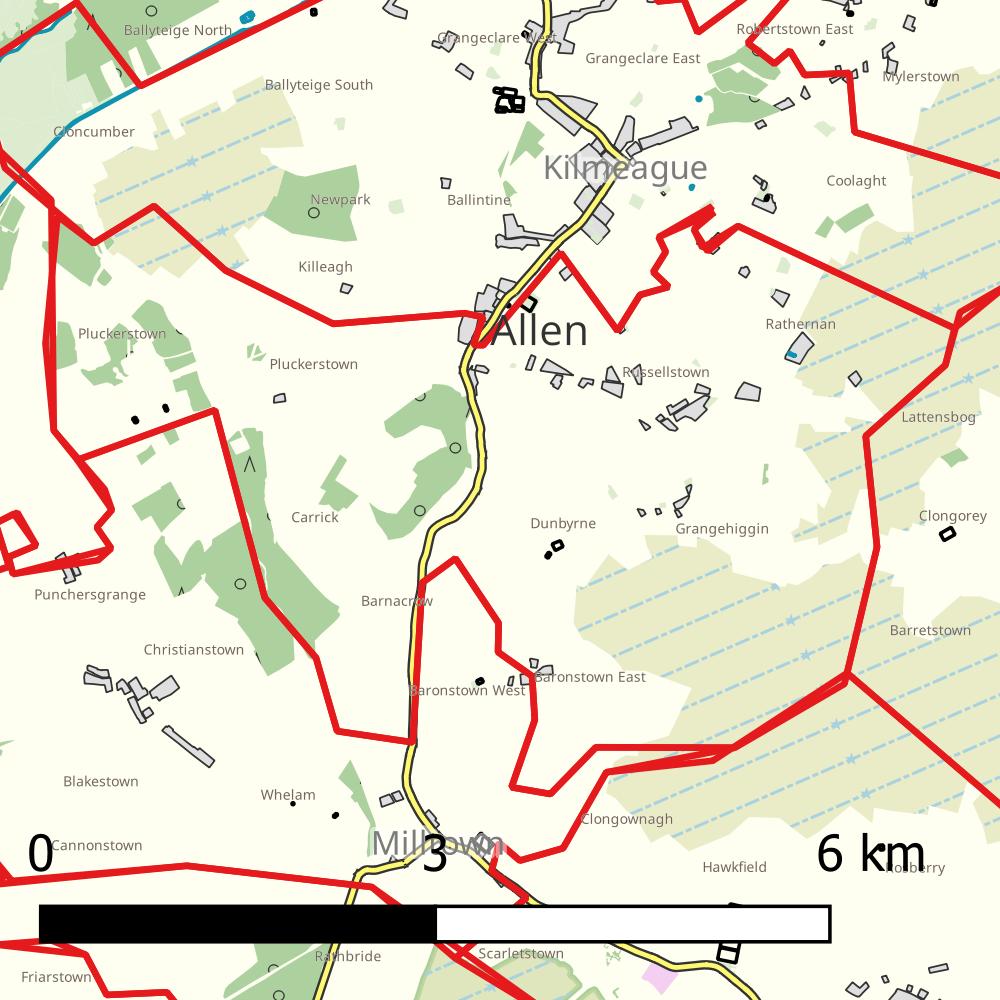 Ballyteige North
Grangeclare West
Robertstown East
Grangeclare East
Mylerstown
Ballyteige South
Cloncumber
Kilmeague
Coolaght
Newpark
Ballintine
Killeagh
Rathernan
Allen
Pluckerstown
Pluckerstown
Russellstown
Lattensbog
Carrick
Dunbyrne
Grangehiggin
Clongorey
Punchersgrange
Barnacrow
Barretstown
Christianstown
Baronstown West
Baronstown East
Blakestown
Whelam
Clongownagh
Cannonstown
Milltown
Hawkfield
Rosberry
0 3 6 km
Rathbride
Scarletstown
Friarstown